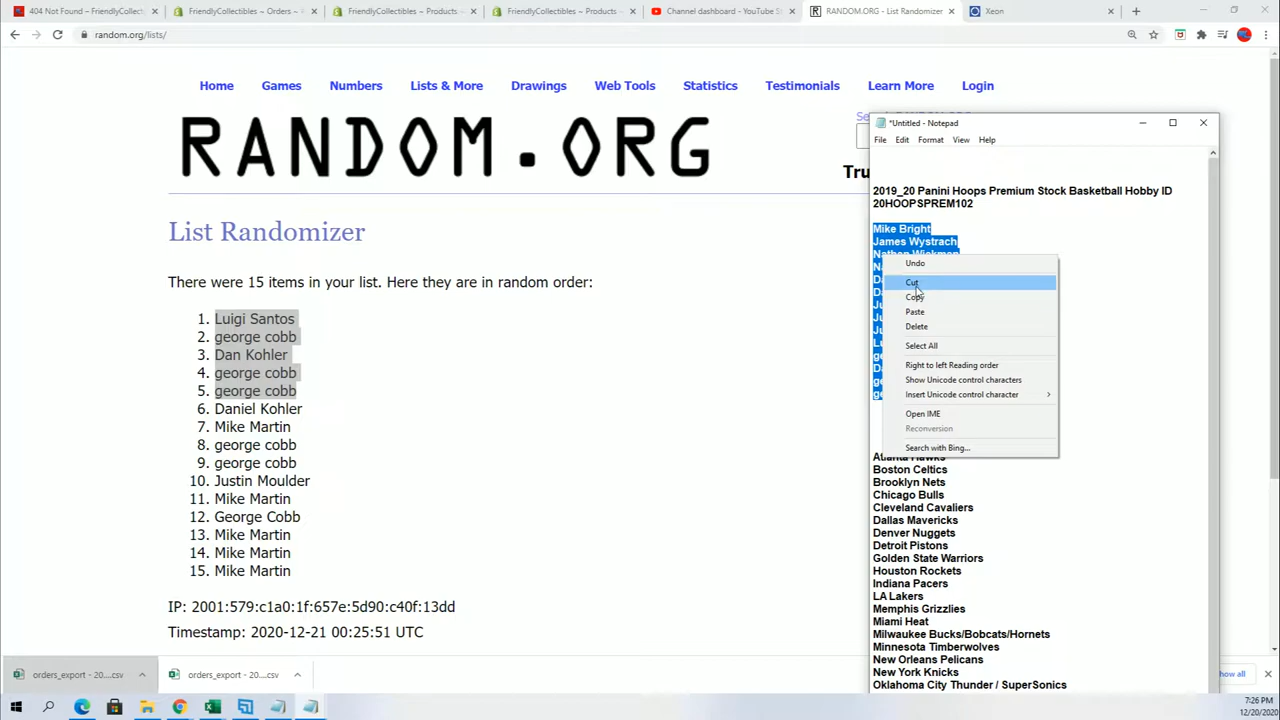 404 Not Found – FriendlyCollect
FriendlyCollectibles ~ Orders ~
FriendlyCollectibles ~ Products ~
FriendlyCollectibles ~ Products ~
Channel dashboard - YouTube S
RANDOM.ORG - List Randomizer
Xeon
random.org/lists/
Home Games Numbers Lists & More Drawings Web Tools Statistics Testimonials Learn More Login
RANDOM.ORG
Tru
List Randomizer
There were 15 items in your list. Here they are in random order:
1. Luigi Santos
2. george cobb
3. Dan Kohler
4. george cobb
5. george cobb
6. Daniel Kohler
7. Mike Martin
8. george cobb
9. george cobb
10. Justin Moulder
11. Mike Martin
12. George Cobb
13. Mike Martin
14. Mike Martin
15. Mike Martin
IP: 2001:579:c1a0:1f:657e:5d90:c40f:13dd
Timestamp: 2020-12-21 00:25:51 UTC
*Untitled - Notepad
File Edit Format View Help
2019_20 Panini Hoops Premium Stock Basketball Hobby ID
20HOOPSPREM102
Mike Bright
James Wystrach
Undo
Cut
Copy
Paste
Delete
Select All
Right to left Reading order
Show Unicode control characters
Insert Unicode control character
Open IME
Reconversion
Search with Bing...
Atlanta Hawks
Boston Celtics
Brooklyn Nets
Chicago Bulls
Cleveland Cavaliers
Dallas Mavericks
Denver Nuggets
Detroit Pistons
Golden State Warriors
Houston Rockets
Indiana Pacers
LA Lakers
Memphis Grizzlies
Miami Heat
Milwaukee Bucks/Bobcats/Hornets
Minnesota Timberwolves
New Orleans Pelicans
New York Knicks
Oklahoma City Thunder / SuperSonics
orders_export - 20....csv
orders_export - 20....csv
how all
7:26 PM
12/20/2020